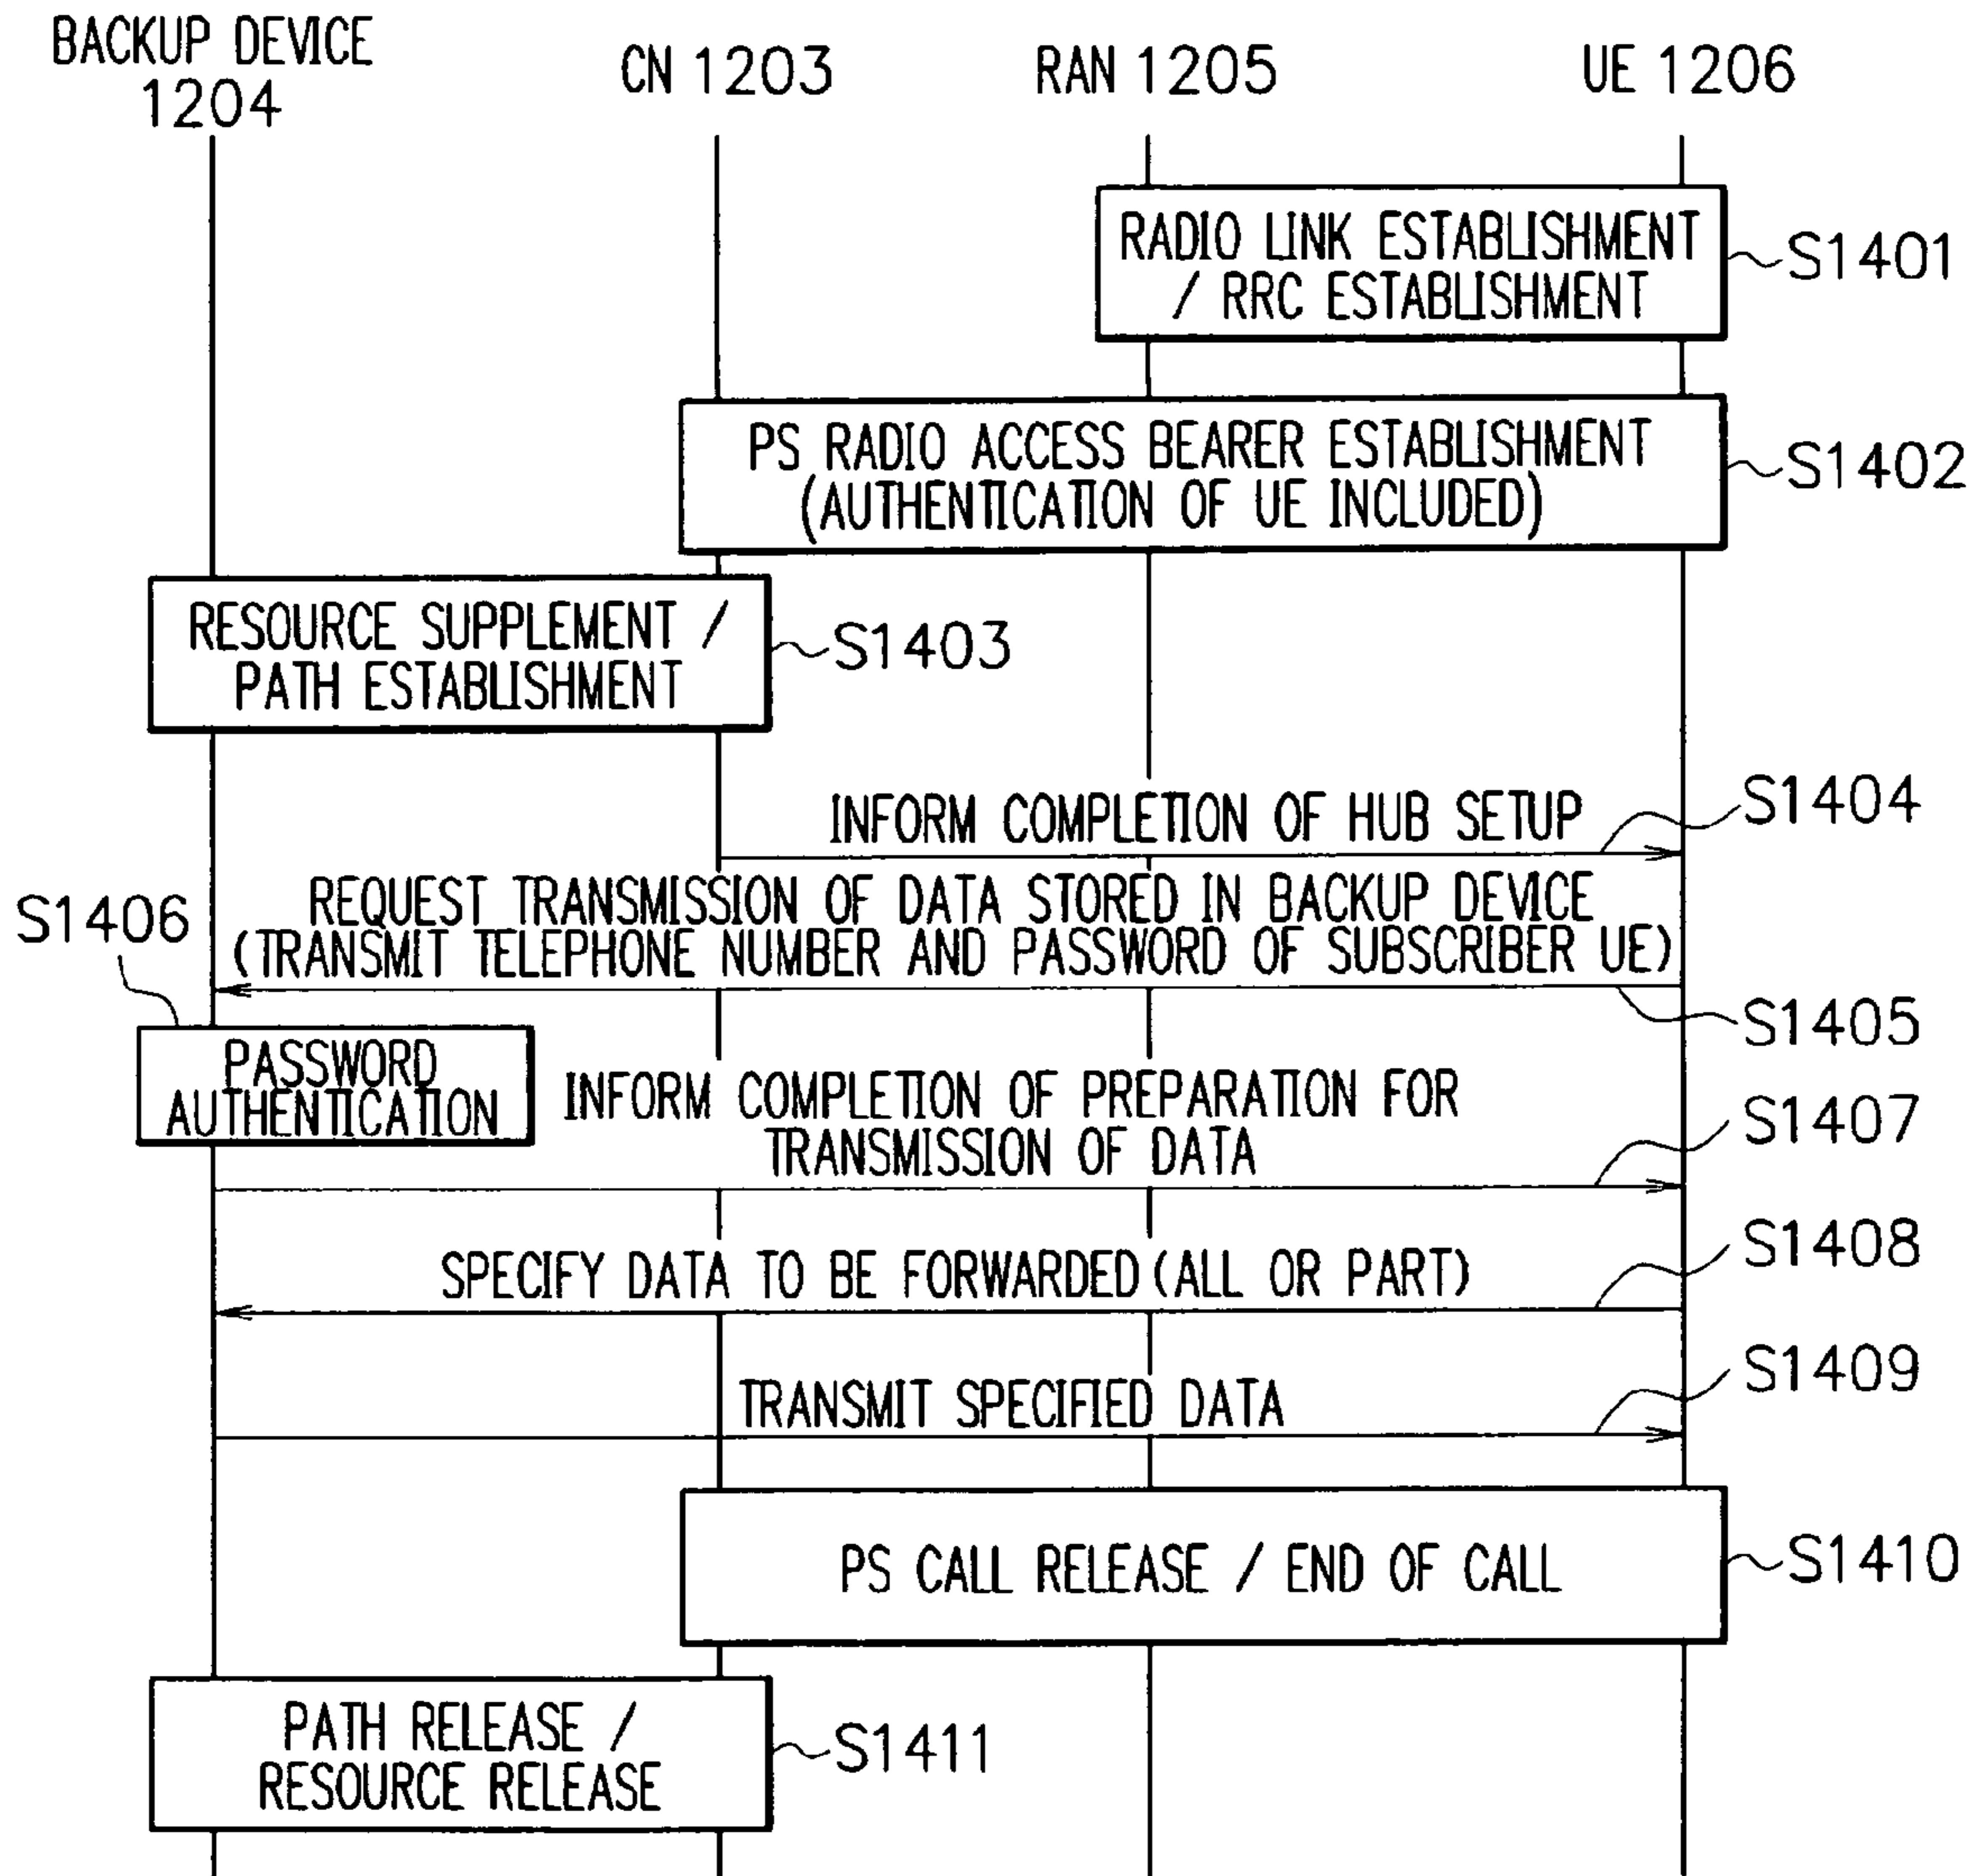 BACKUP DEVICE
1204
CN 1203
RAN 1205
UE 1206
RADIO LINK ESTABLISHMENT
/ RRC ESTABLISHMENT
S1401
PS RADIO ACCESS BEARER ESTABLISHMENT
(AUTHENTICATION OF UE INCLUDED)
S1402
RESOURCE SUPPLEMENT /
PATH ESTABLISHMENT
S1403
INFORM COMPLETION OF HUB SETUP
S1404
REQUEST TRANSMISSION OF DATA STORED IN BACKUP DEVICE
(TRANSMIT TELEPHONE NUMBER AND PASSWORD OF SUBSCRIBER UE)
S1405
S1406
PASSWORD
AUTHENTICATION
INFORM COMPLETION OF PREPARATION FOR
TRANSMISSION OF DATA
S1407
SPECIFY DATA TO BE FORWARDED (ALL OR PART)
S1408
TRANSMIT SPECIFIED DATA
S1409
PS CALL RELEASE / END OF CALL
S1410
PATH RELEASE /
RESOURCE RELEASE
S1411